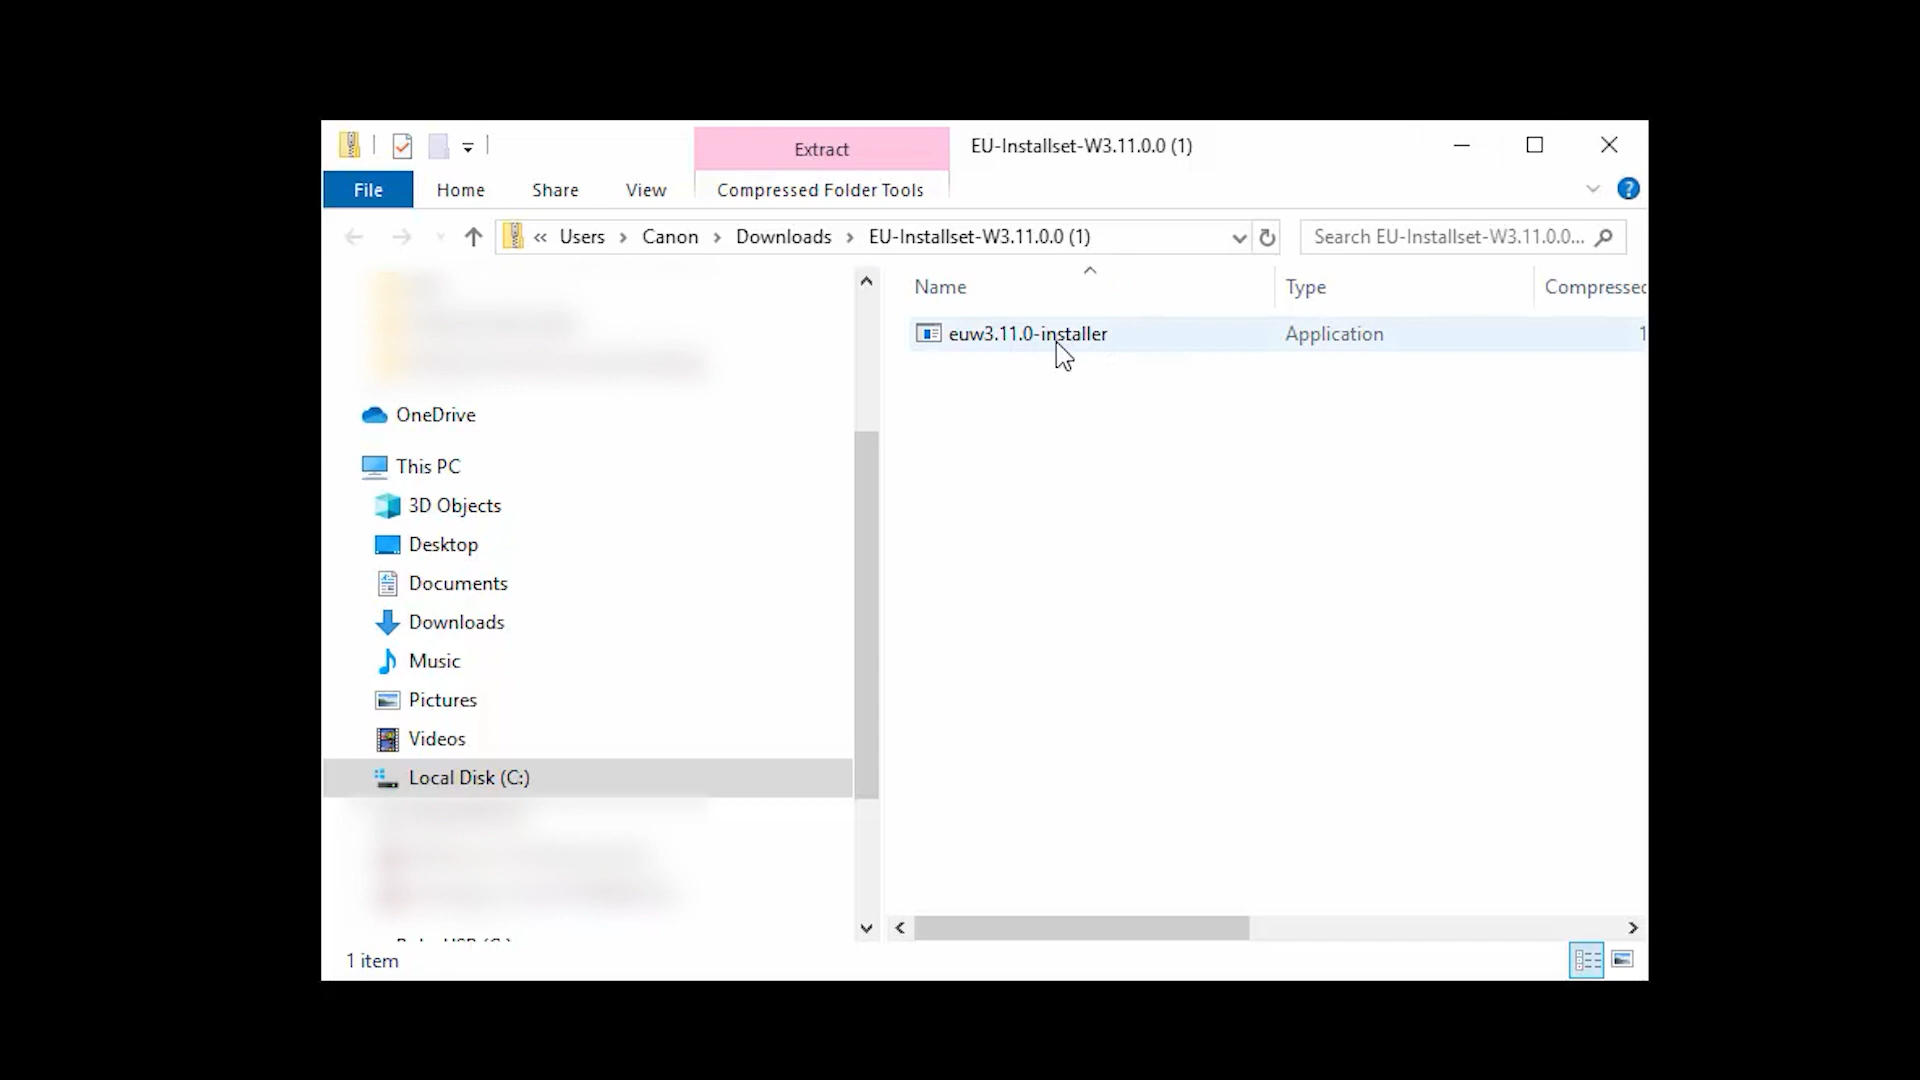 Extract
EU-Installset-W3.11.0.0 (1)
File
Home
Share
View
Compressed Folder Tools
« Users > Canon > Downloads > EU-Installset-W3.11.0.0 (1)
Search EU-Installset-W3.11.0.0...
Name
Type
Compressed
euw3.11.0-installer
Application
1
OneDrive
This PC
3D Objects
Desktop
Documents
Downloads
Music
Pictures
Videos
Local Disk (C:)
1 item